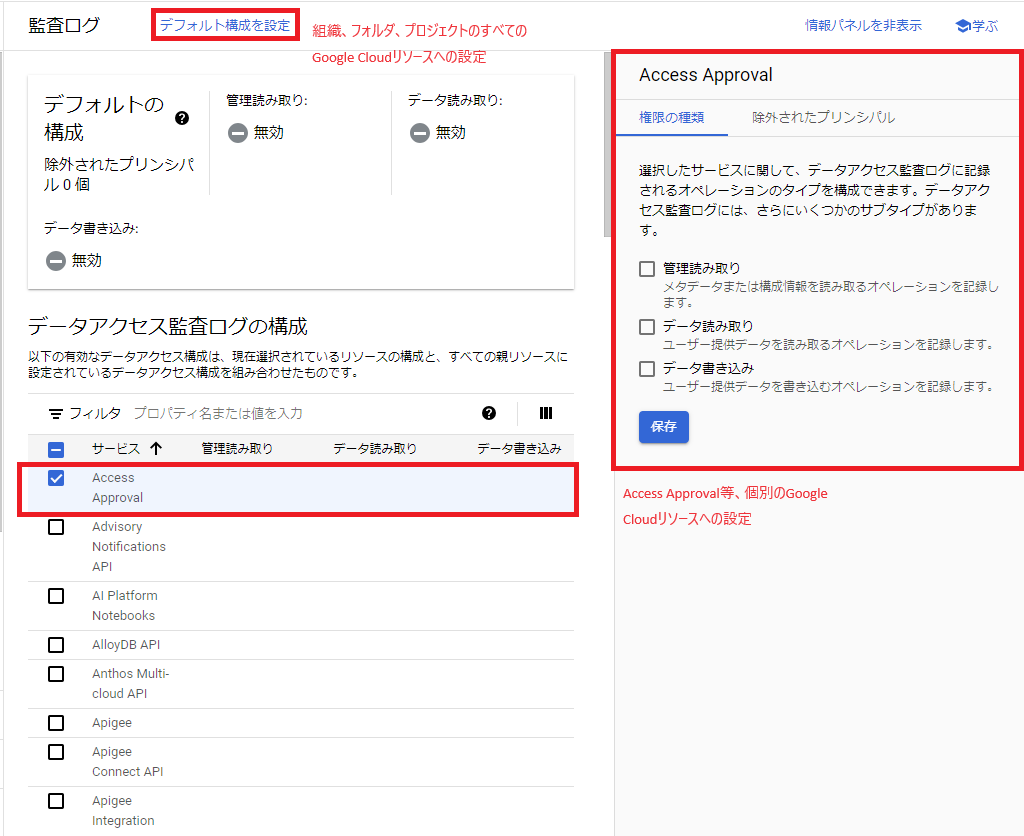 監査ログ
デフォルト構成を設定
組織、フォルダ、プロジェクトのすべての
Google Cloudリソースへの設定
情報パネルを非表示
学ぶ
デフォルトの
構成
除外されたプリンシパ
ル 0 個
管理読み取り:
無効
データ読み取り:
無効
データ書き込み:
無効
データアクセス監査ログの構成
以下の有効なデータアクセス構成は、現在選択されているリソースの構成と、すべての親リソースに
設定されているデータアクセス構成を組み合わせたものです。
フィルタ プロパティ名または値を入力
サービス 管理読み取り データ読み取り データ書き込み
Access
Approval
Advisory
Notifications
API
AI Platform
Notebooks
AlloyDB API
Anthos Multi-
cloud API
Apigee
Apigee
Connect API
Apigee
Integration
Access Approval
権限の種類 除外されたプリンシパル
選択したサービスに関して、データアクセス監査ログに記録
されるオペレーションのタイプを構成できます。データアク
セス監査ログには、さらにいくつかのサブタイプがありま
す。
管理読み取り
メタデータまたは構成情報を読み取るオペレーションを記録し
ます。
データ読み取り
ユーザー提供データを読み取るオペレーションを記録します。
データ書き込み
ユーザー提供データを書き込むオペレーションを記録します。
保存
Access Approval等、個別のGoogle
Cloudリソースへの設定